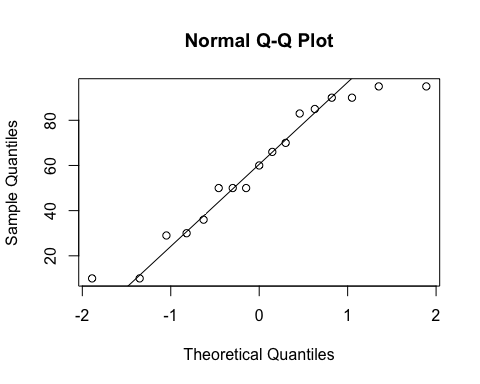 Normal Q-Q Plot
Sample Quantiles
80
60
40
20
-2 -1 0 1 2
Theoretical Quantiles